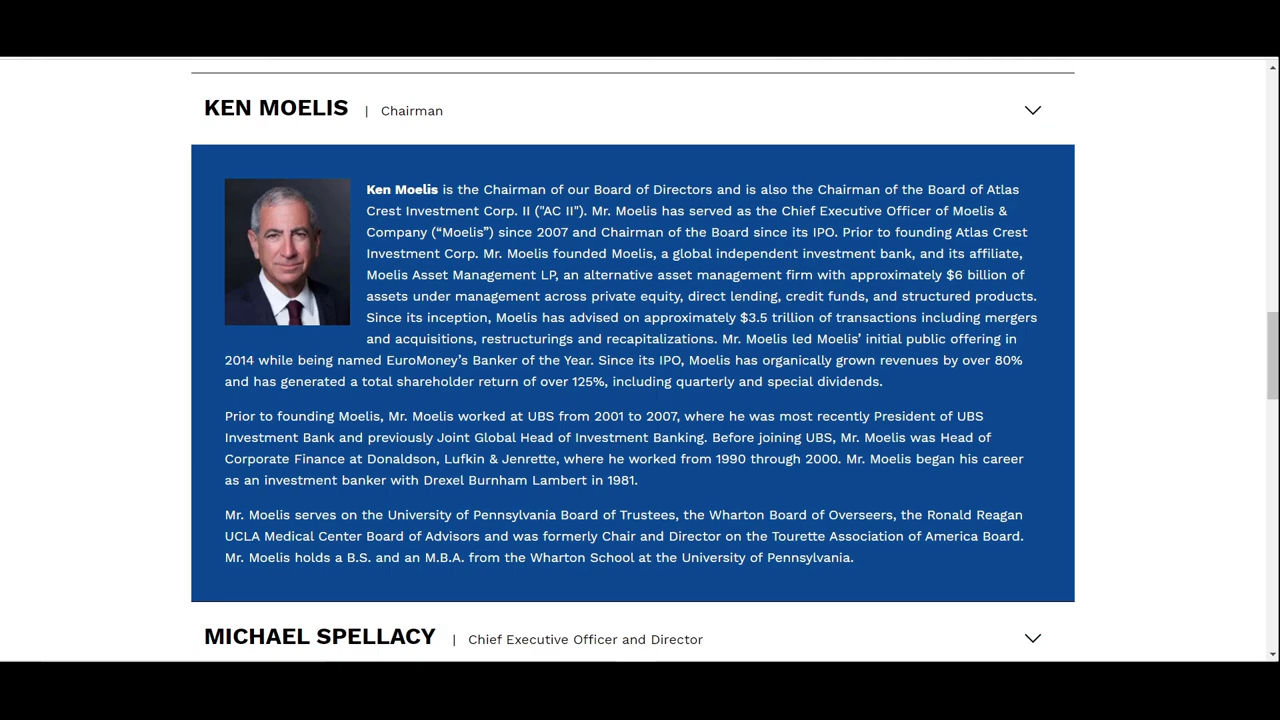 KEN MOELIS | Chairman
Ken Moelis is the Chairman of our Board of Directors and is also the Chairman of the Board of Atlas
Crest Investment Corp. II ("AC II"). Mr. Moelis has served as the Chief Executive Officer of Moelis &
Company (“Moelis”) since 2007 and Chairman of the Board since its IPO. Prior to founding Atlas Crest
Investment Corp. Mr. Moelis founded Moelis, a global independent investment bank, and its affiliate,
Moelis Asset Management LP, an alternative asset management firm with approximately $6 billion of
assets under management across private equity, direct lending, credit funds, and structured products.
Since its inception, Moelis has advised on approximately $3.5 trillion of transactions including mergers
and acquisitions, restructurings and recapitalizations. Mr. Moelis led Moelis’ initial public offering in
2014 while being named EuroMoney’s Banker of the Year. Since its IPO, Moelis has organically grown revenues by over 80%
and has generated a total shareholder return of over 125%, including quarterly and special dividends.
Prior to founding Moelis, Mr. Moelis worked at UBS from 2001 to 2007, where he was most recently President of UBS
Investment Bank and previously Joint Global Head of Investment Banking. Before joining UBS, Mr. Moelis was Head of
Corporate Finance at Donaldson, Lufkin & Jenrette, where he worked from 1990 through 2000. Mr. Moelis began his career
as an investment banker with Drexel Burnham Lambert in 1981.
Mr. Moelis serves on the University of Pennsylvania Board of Trustees, the Wharton Board of Overseers, the Ronald Reagan
UCLA Medical Center Board of Advisors and was formerly Chair and Director on the Tourette Association of America Board.
Mr. Moelis holds a B.S. and an M.B.A. from the Wharton School at the University of Pennsylvania.
MICHAEL SPELLACY | Chief Executive Officer and Director